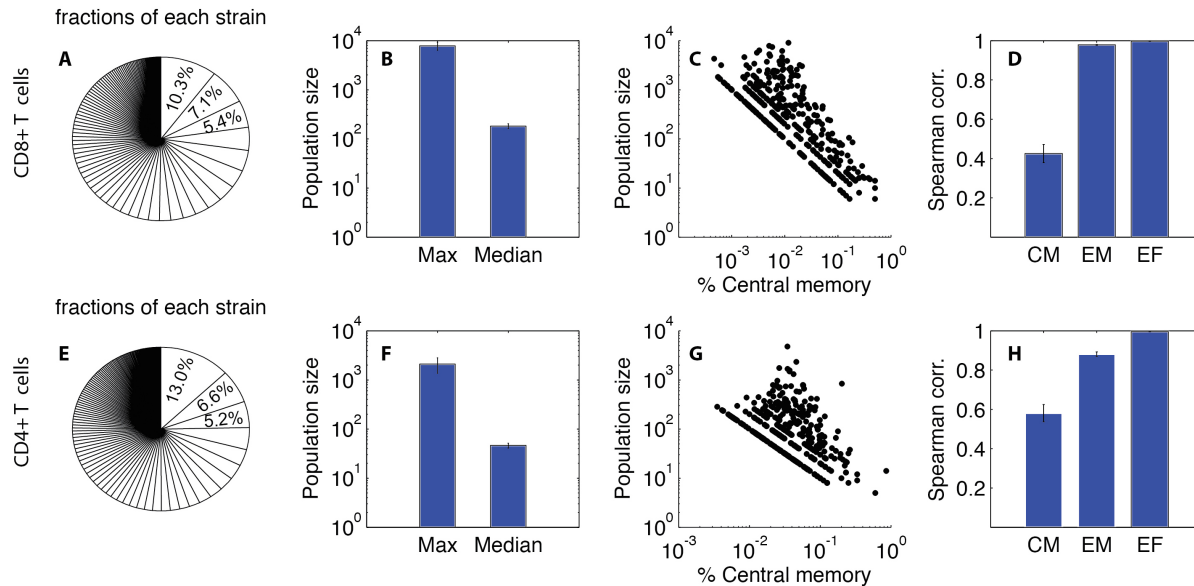 fractions of each strain
CD8+ T cells
A
10.3%
7.1%
5.4%
B
Population size
10^4
10^3
10^2
10^1
10^0
Max Median
C
Population size
10^4
10^3
10^2
10^1
10^0
10^-3 10^-2 10^-1 10^0
% Central memory
D
Spearman corr.
1
0.8
0.6
0.4
0.2
CM EM EF
fractions of each strain
CD4+ T cells
E
13.0%
6.6%
5.2%
F
Population size
10^4
10^3
10^2
10^1
10^0
Max Median
G
Population size
10^4
10^3
10^2
10^1
10^0
10^-3 10^-2 10^-1 10^0
% Central memory
H
Spearman corr.
1
0.8
0.6
0.4
0.2
CM EM EF